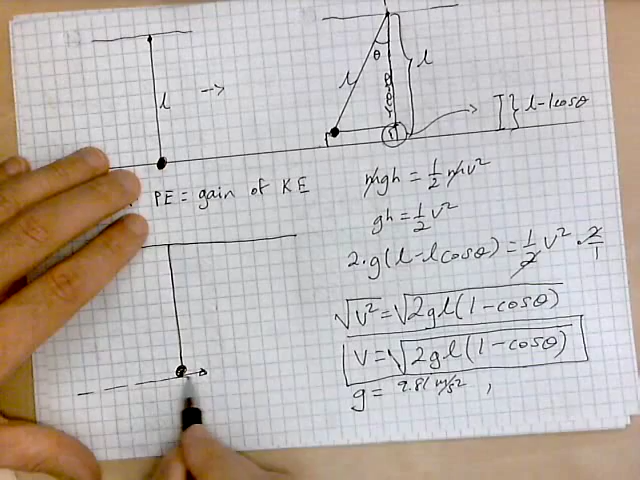 l
θ
l
l
l-lcosθ
PE = gain of KE
mgh = 1/2 mv²
gh = 1/2 v²
2·g(l-lcosθ) = 1/2 v² · 2/1
√v² = √2gl(1-cosθ)
v = √2gl(1-cosθ)
g = 9.81 m/s² ,